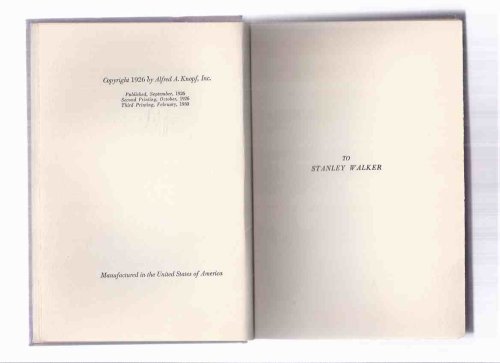 Copyright 1926 by Alfred A. Knopf, Inc.
Published, September, 1926
Second Printing, October, 1926
Third Printing, February, 1930
Manufactured in the United States of America
TO
STANLEY WALKER